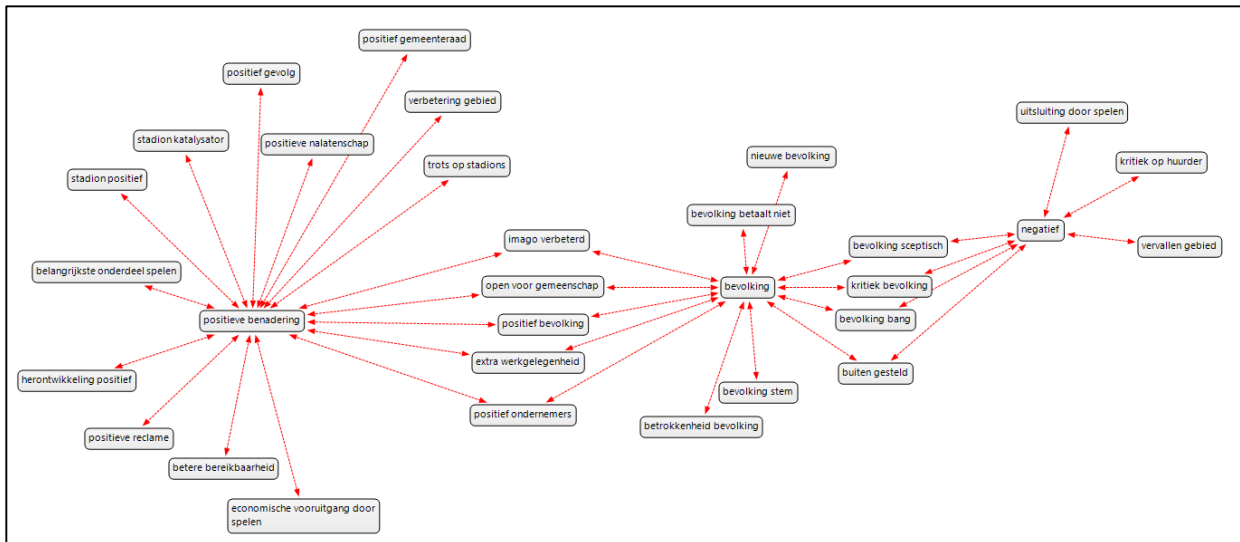 positief gemeenteraad
positief gevolg
verbetering gebied
uitsluiting door spelen
stadion katalysator
positieve nalatenschap
nieuwe bevolking
kritiek op huurder
trots op stadions
stadion positief
bevolking betaalt niet
negatief
imago verbeterd
bevolking sceptisch
vervallen gebied
belangrijkste onderdeel spelen
open voor gemeenschap
bevolking
kritiek bevolking
positieve benadering
positief bevolking
bevolking bang
extra werkgelegenheid
buiten gesteld
herontwikkeling positief
bevolking stem
positief ondernemers
betrokkenheid bevolking
positieve reclame
betere bereikbaarheid
economische vooruitgang door
spelen